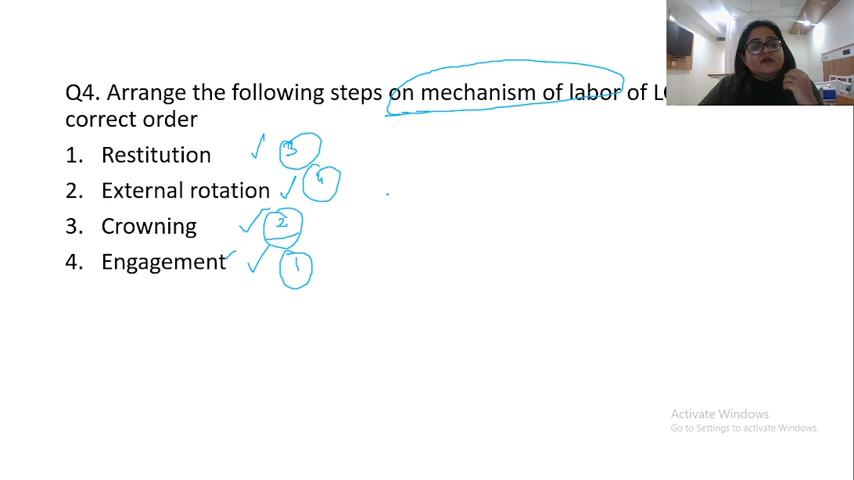 Q4. Arrange the following steps on mechanism of labor of
correct order
1. Restitution 3
2. External rotation 4
3. Crowning 2
4. Engagement 1
Activate Windows
Go to Settings to activate Windows.